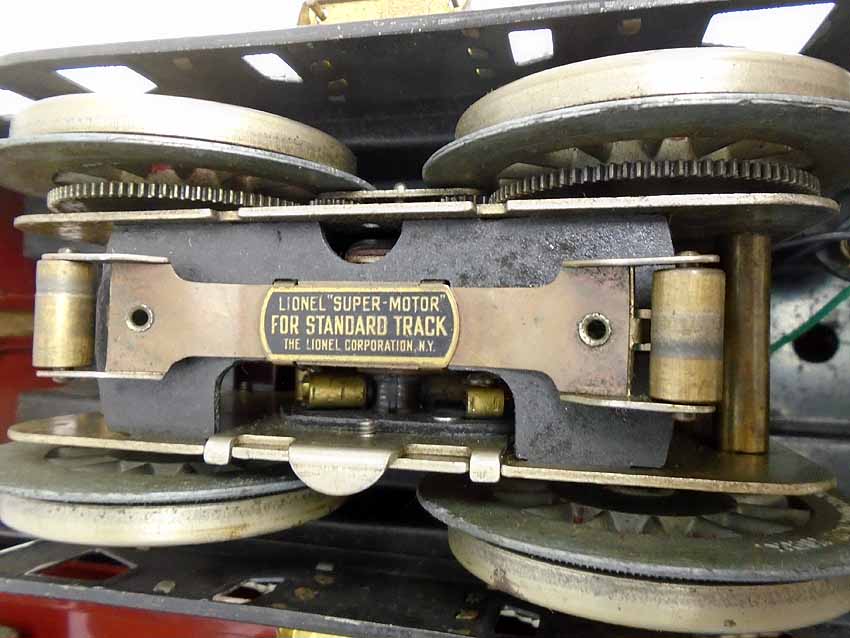 LIONEL "SUPER-MOTOR"
FOR STANDARD TRACK
THE LIONEL CORPORATION, N.Y.